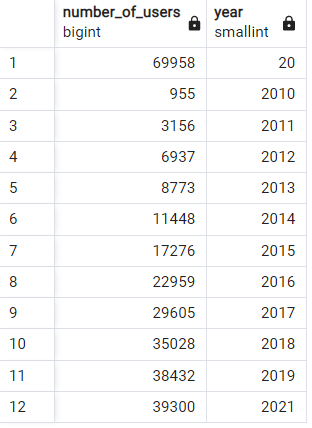 number_of_users year
bigint smallint
1 69958 20
2 955 2010
3 3156 2011
4 6937 2012
5 8773 2013
6 11448 2014
7 17276 2015
8 22959 2016
9 29605 2017
10 35028 2018
11 38432 2019
12 39300 2021